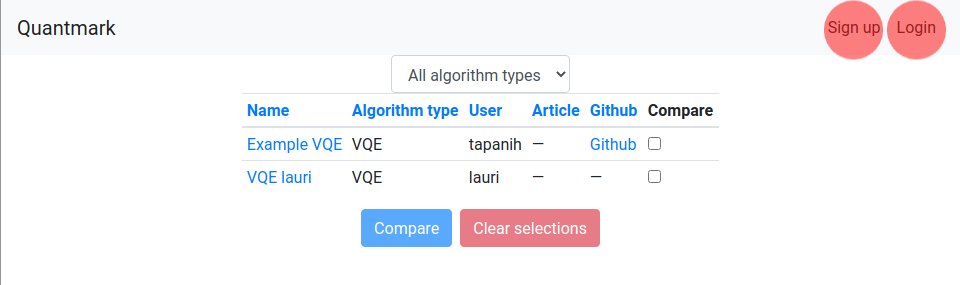 Quantmark Sign up Login
All algorithm types
Name Algorithm type User Article Github Compare
Example VQE VQE tapanih — Github
VQE lauri VQE lauri — —
Compare Clear selections